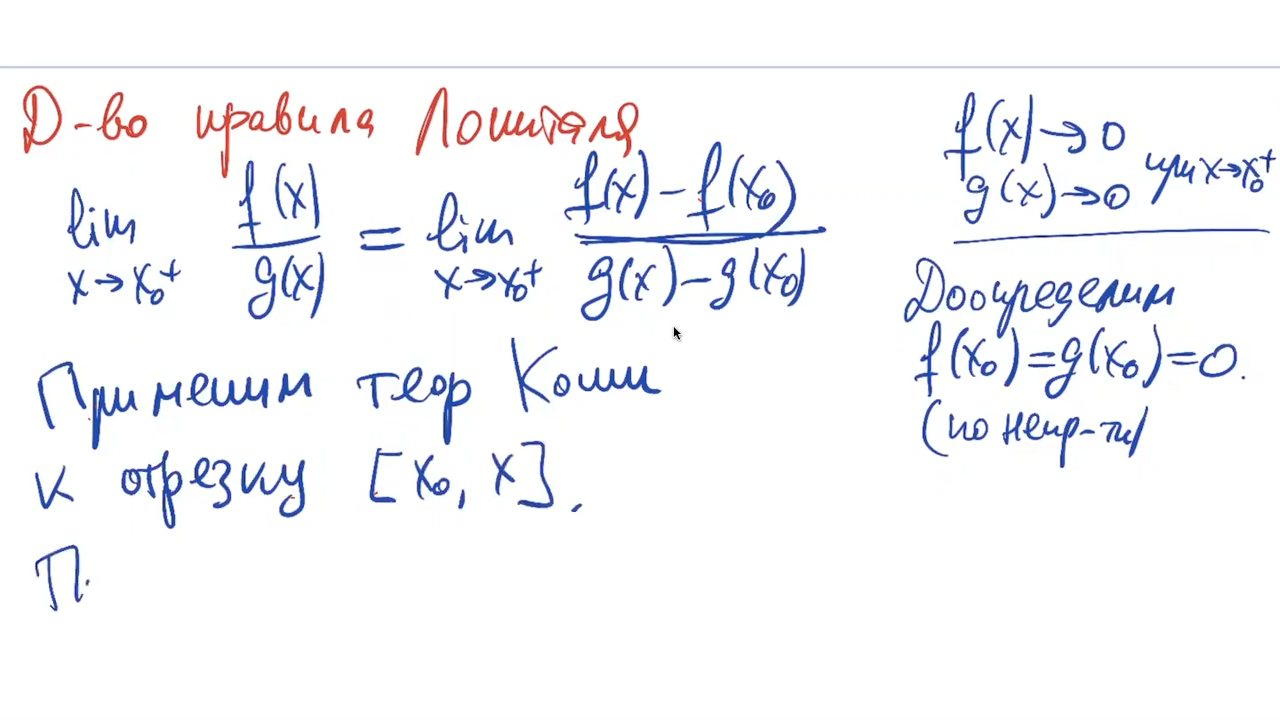 Д-во правила Лопиталя
lim f(x)/g(x) = lim (f(x)-f(x₀))/(g(x)-g(x₀))
x→x₀+ x→x₀+
Применим теор Коши
к отрезку [x₀, x].
П
f(x)→0
g(x)→0 при x→x₀+
Доопределим
f(x₀)=g(x₀)=0.
(по непр-ти)